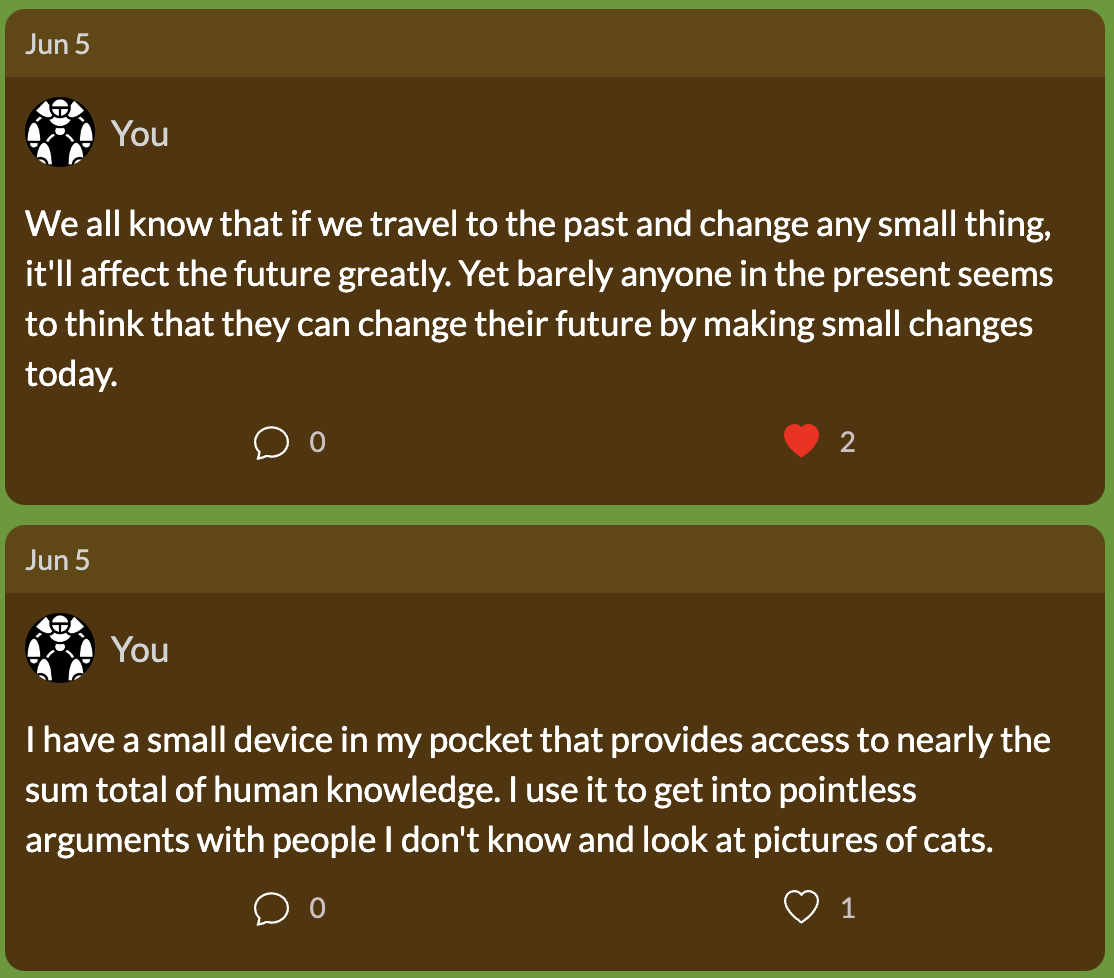 Jun 5
You
We all know that if we travel to the past and change any small thing,
it'll affect the future greatly. Yet barely anyone in the present seems
to think that they can change their future by making small changes
today.
0 2
Jun 5
You
I have a small device in my pocket that provides access to nearly the
sum total of human knowledge. I use it to get into pointless
arguments with people I don't know and look at pictures of cats.
0 1